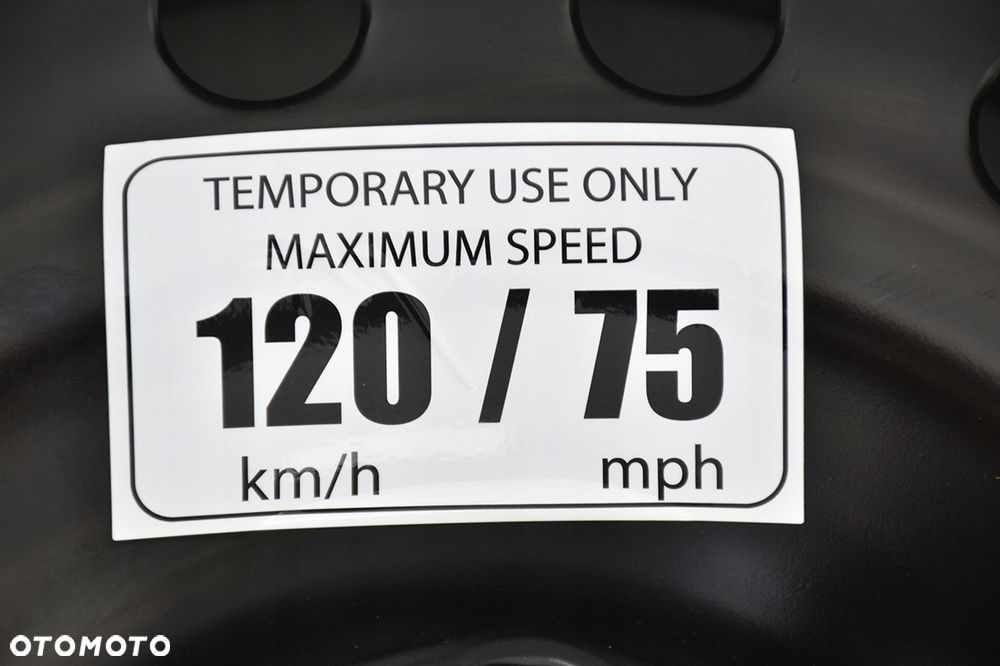 TEMPORARY USE ONLY
MAXIMUM SPEED
120 / 75
km/h mph
OTOMOTO